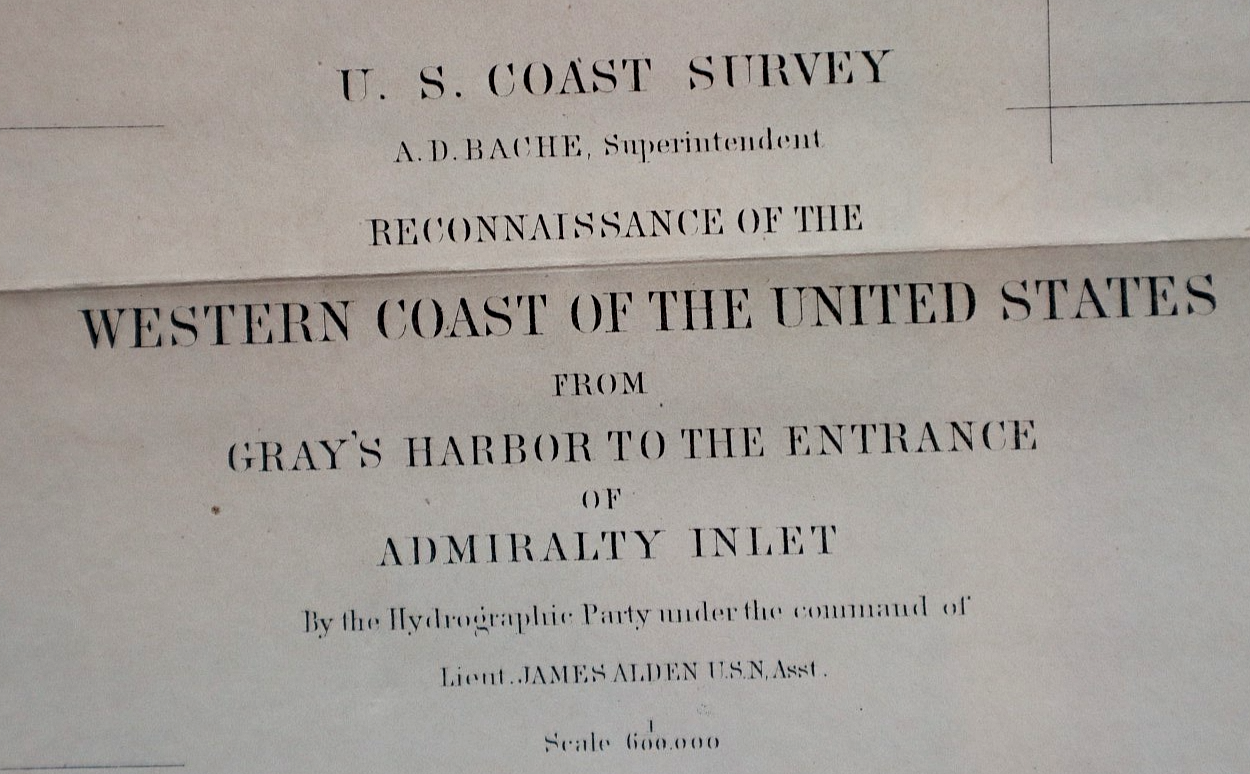 U. S. COAST SURVEY
A. D. BACHE, Superintendent
RECONNAISSANCE OF THE
WESTERN COAST OF THE UNITED STATES
FROM
GRAY'S HARBOR TO THE ENTRANCE
OF
ADMIRALTY INLET
By the Hydrographic Party under the command of
Lieut. JAMES ALDEN U.S.N. Asst.
Scale 1/600.000